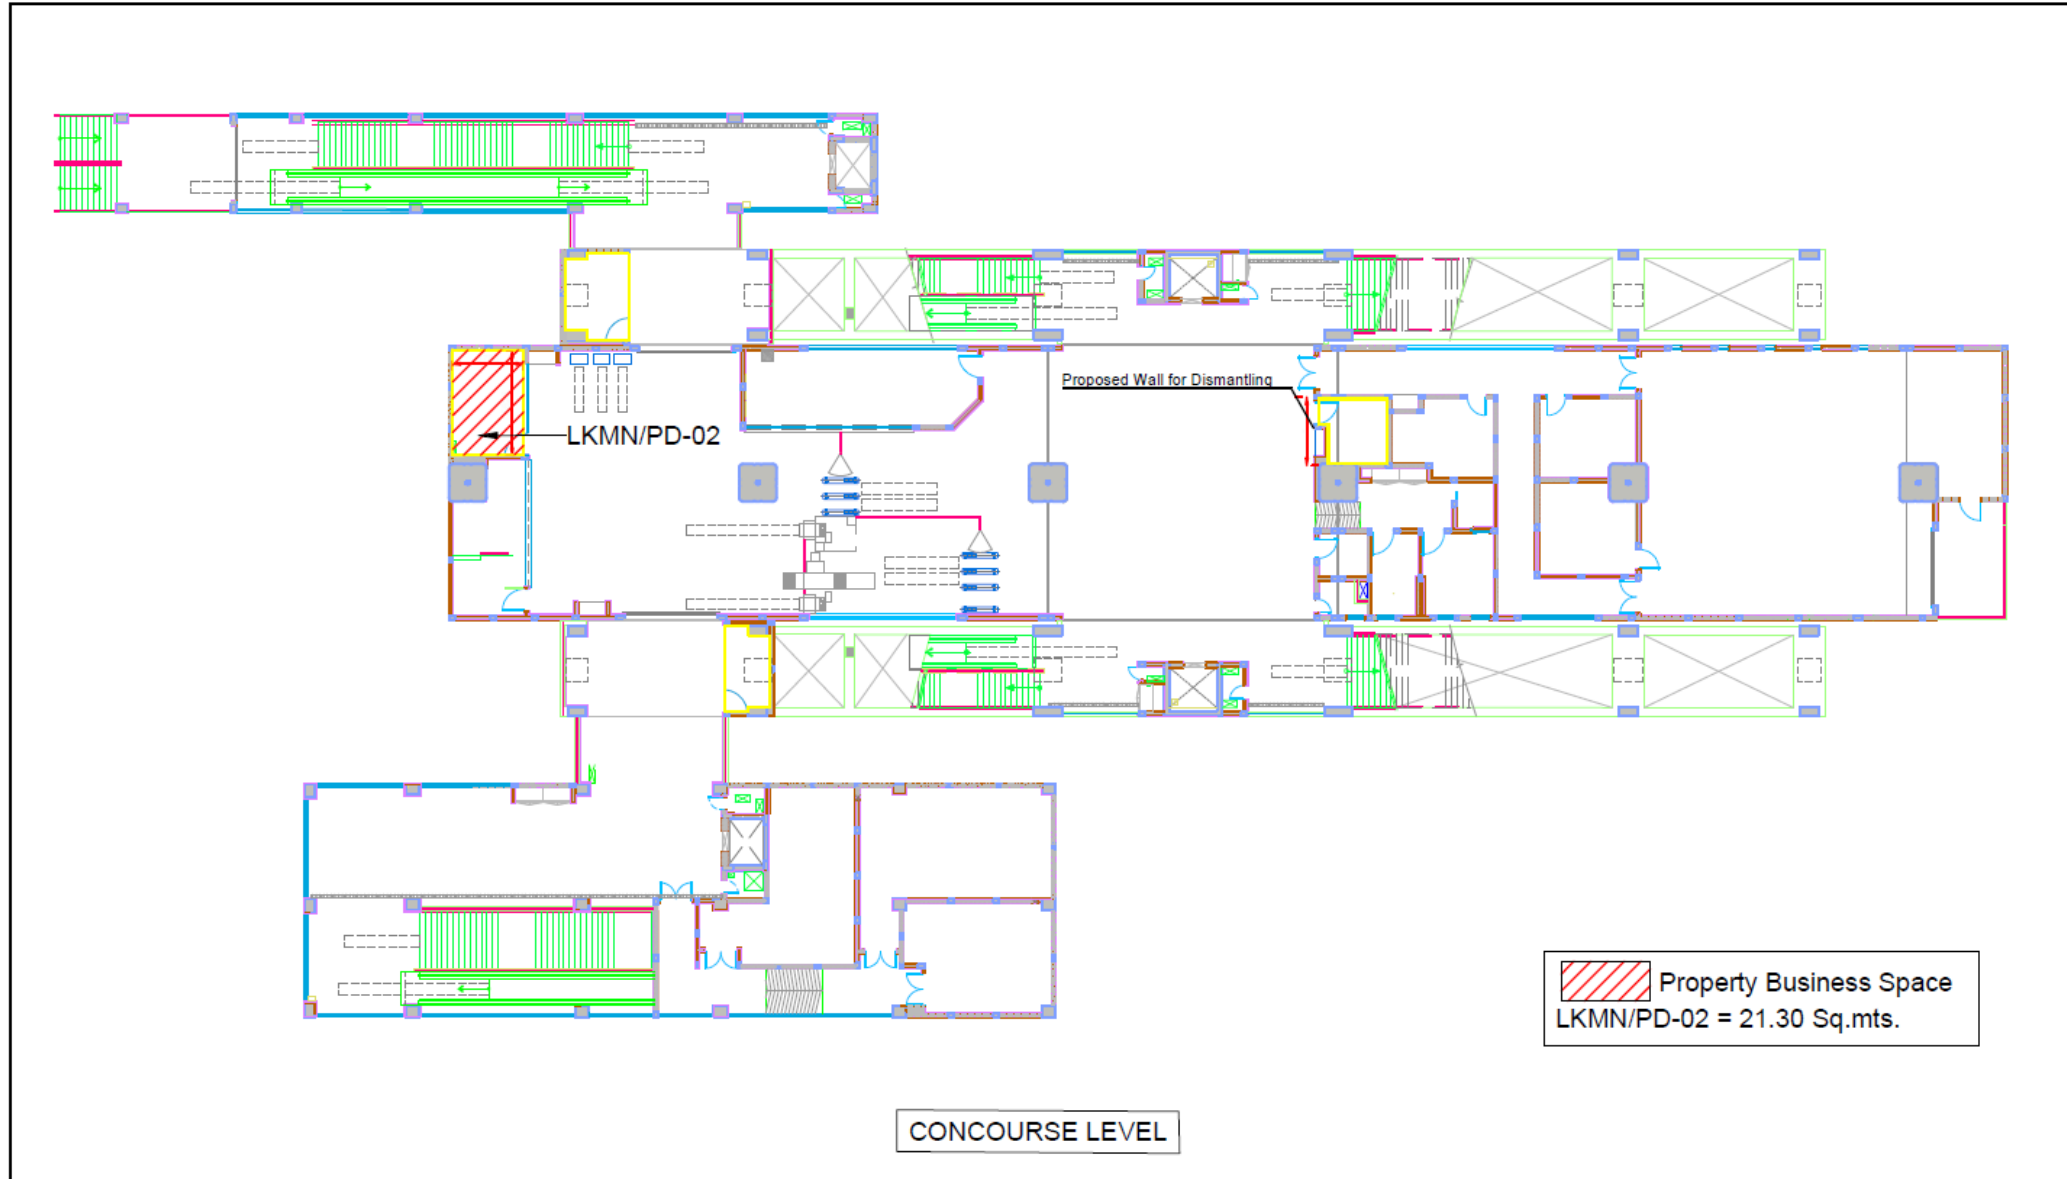 Proposed Wall for Dismantling
LKMN/PD-02
Property Business Space
LKMN/PD-02 = 21.30 Sq.mts.
CONCOURSE LEVEL